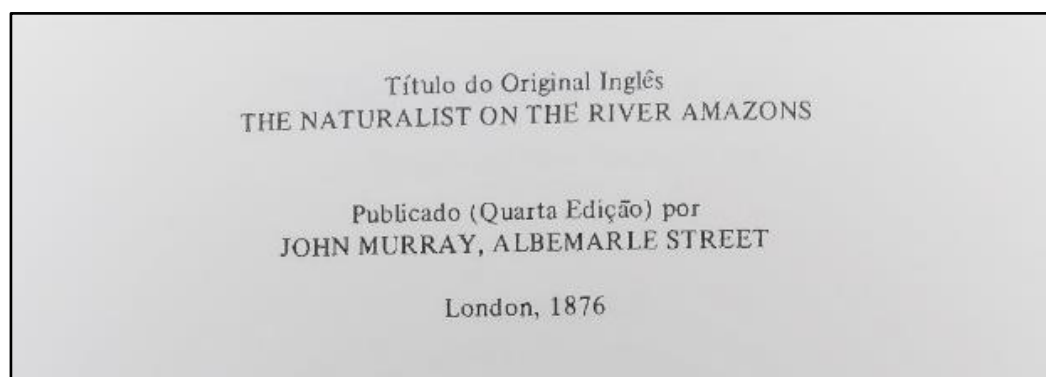 Título do Original Inglês
THE NATURALIST ON THE RIVER AMAZONS
Publicado (Quarta Edição) por
JOHN MURRAY, ALBEMARLE STREET
London, 1876